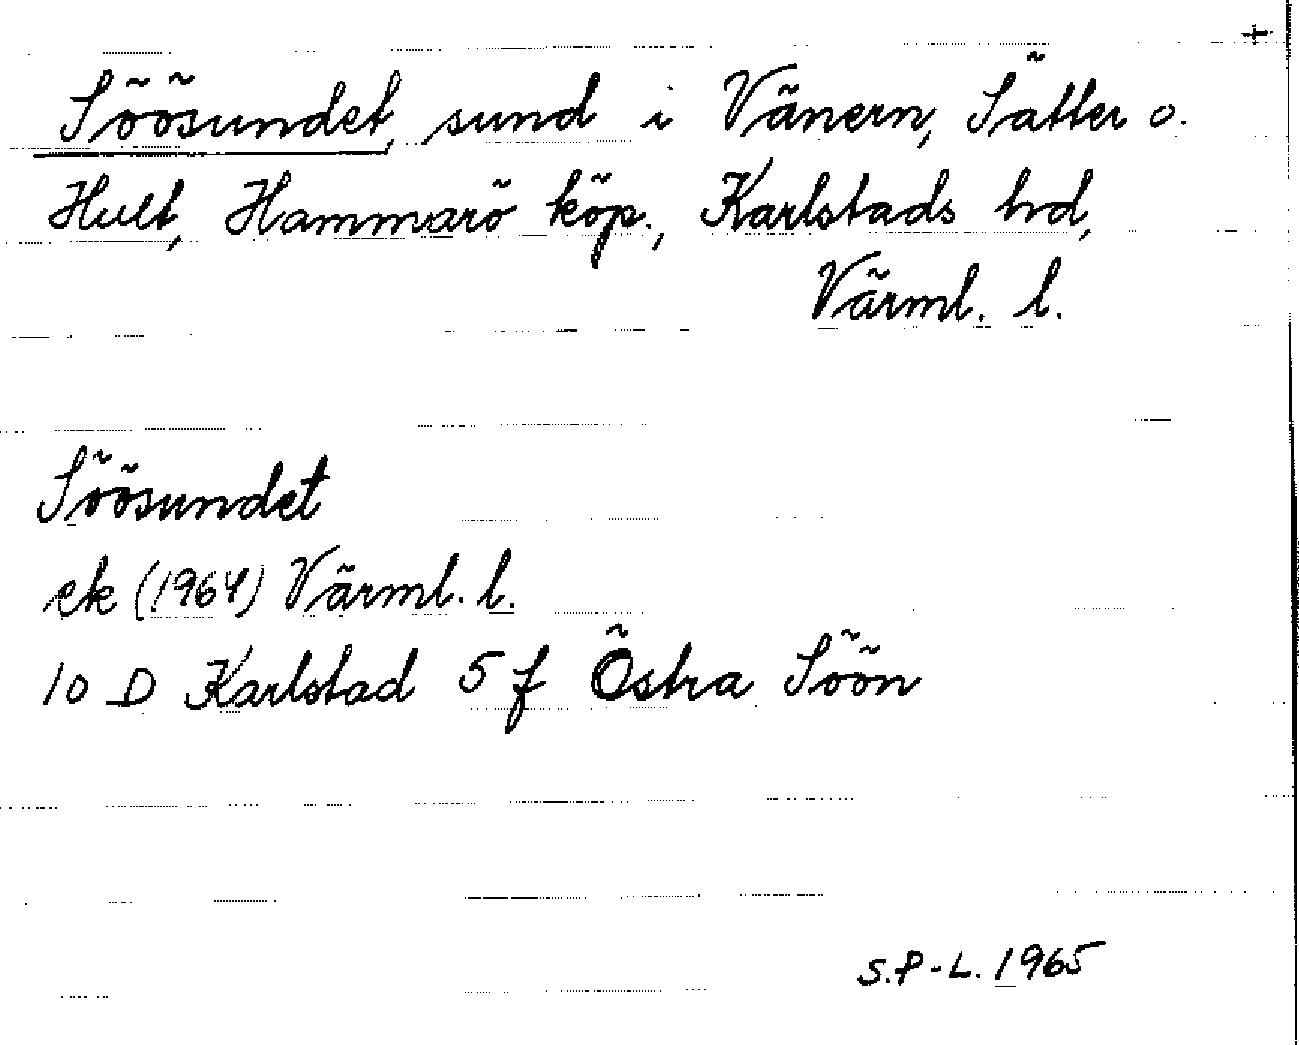 Söösundet, sund i Vänern, Sätter o.
Hult, Hammarö köp., Karlstads hd,
Värml. l.
Söösundet
ek (1964) Värml. l.
10 D Karlstad 5 f Östra Söön
S.P-L. 1965